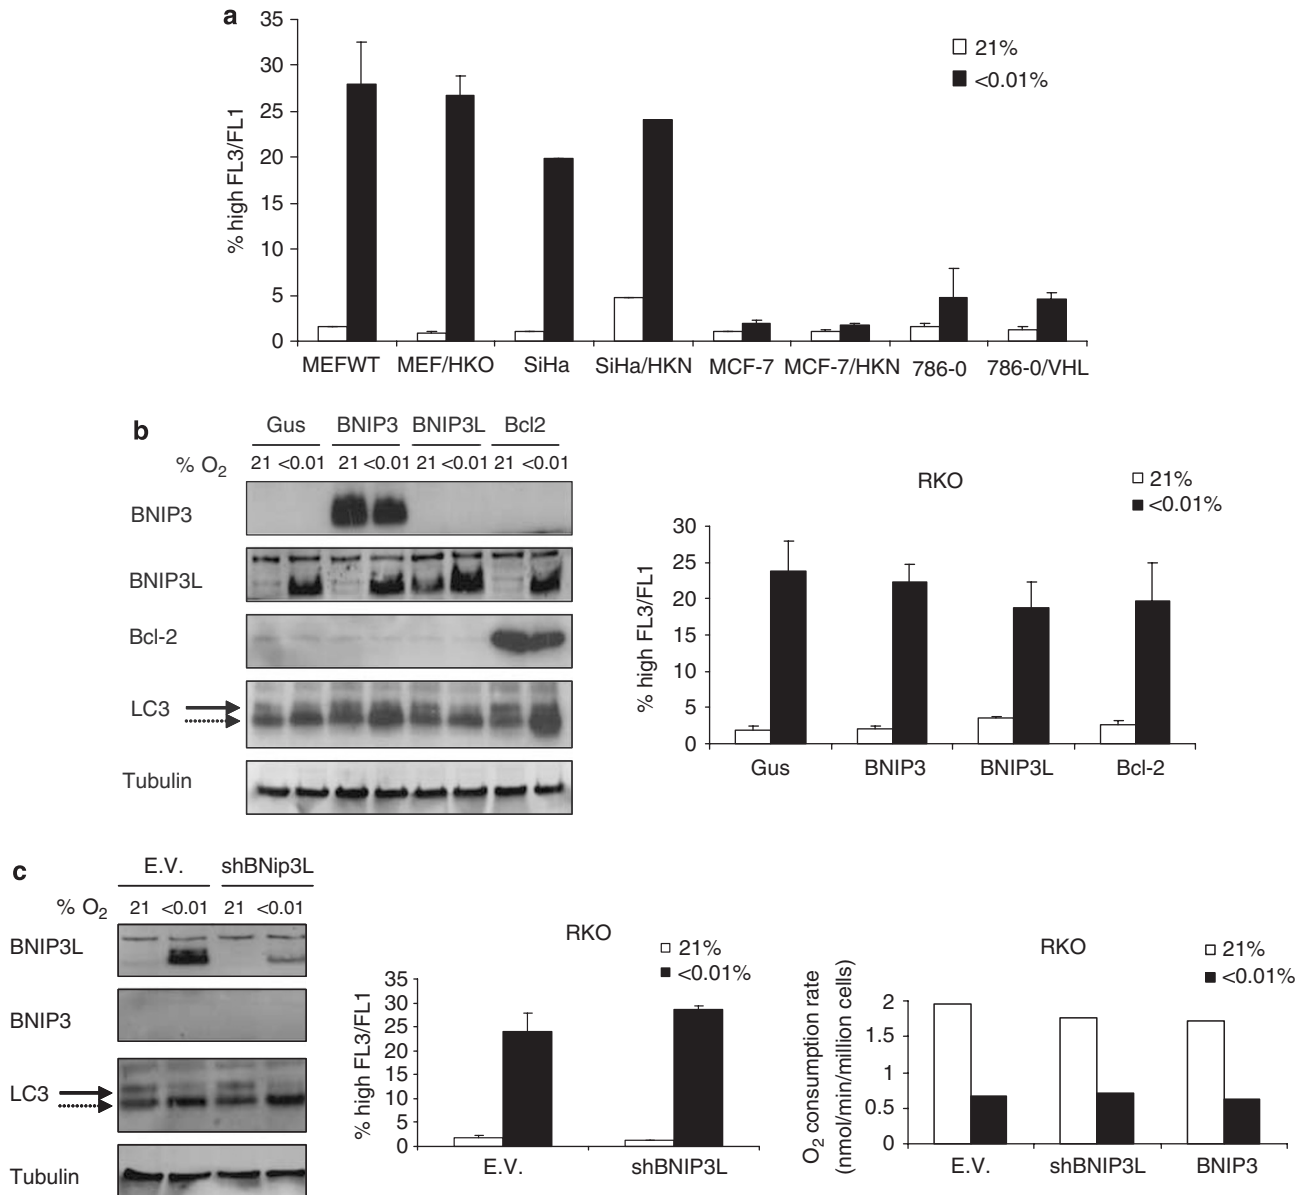 a
35
30
25
20
15
10
5
0
% high FL3/FL1
21%
<0.01%
MEFWT MEF/HKO SiHa SiHa/HKN MCF-7 MCF-7/HKN 786-0 786-0/VHL
b
Gus BNIP3 BNIP3L Bcl2
% O2 21 <0.01 21 <0.01 21 <0.01 21 <0.01
BNIP3
BNIP3L
Bcl-2
LC3
Tubulin
RKO
21%
<0.01%
30
25
20
15
10
5
0
% high FL3/FL1
Gus BNIP3 BNIP3L Bcl-2
c
E.V. shBNip3L
% O2 21 <0.01 21 <0.01
BNIP3L
BNIP3
LC3
Tubulin
RKO
21%
<0.01%
35
30
25
20
15
10
5
0
% high FL3/FL1
E.V. shBNIP3L
RKO
21%
<0.01%
2
1.5
1
0.5
0
O2 consumption rate
(nmol/min/million cells)
E.V. shBNIP3L BNIP3